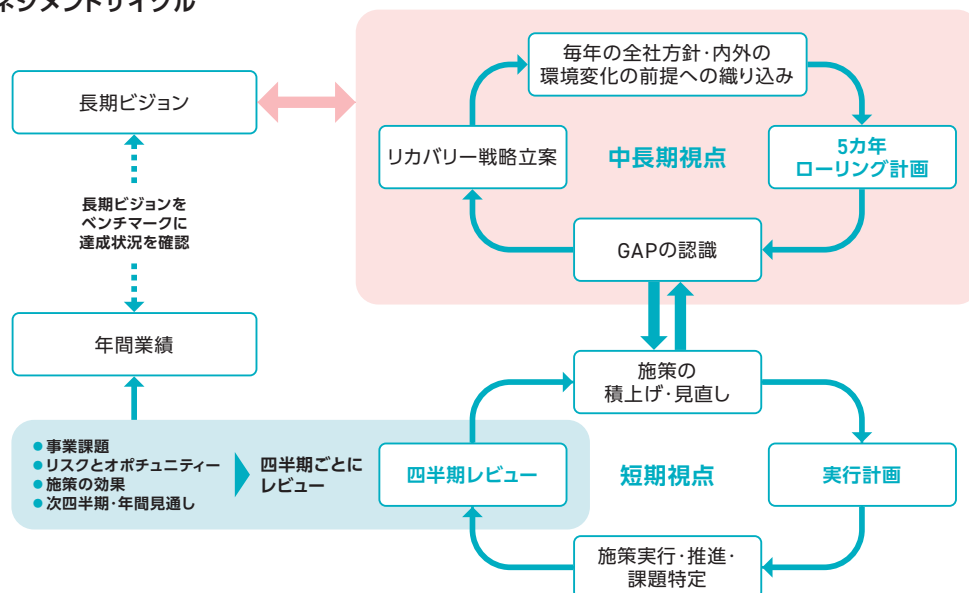 ネジメントサイクル
長期ビジョン
長期ビジョンを
ベンチマークに
達成状況を確認
年間業績
毎年の全社方針・内外の
環境変化の前提への織り込み
リカバリー戦略立案
中長期視点
5カ年
ローリング計画
GAPの認識
施策の
積上げ・見直し
●事業課題
●リスクとオポチュニティー
●施策の効果
●次四半期・年間見通し
四半期ごとに
レビュー
四半期レビュー
短期視点
実行計画
施策実行・推進・
課題特定